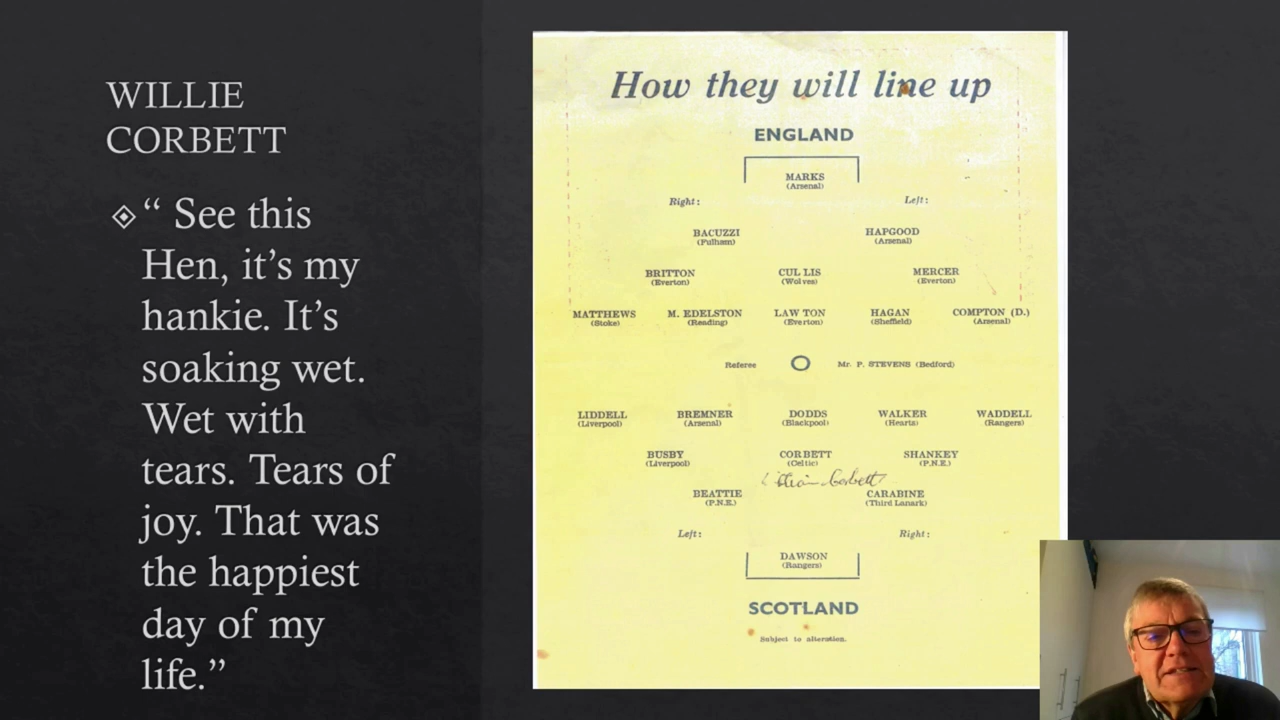 WILLIE
CORBETT
“ See this
Hen, it’s my
hankie. It’s
soaking wet.
Wet with
tears. Tears of
joy. That was
the happiest
day of my
life.”
How they will line up
ENGLAND
MARKS
(Arsenal)
Right: Left:
BACUZZI HAPGOOD
(Fulham) (Arsenal)
BRITTON CUL LIS MERCER
(Everton) (Wolves) (Everton)
MATTHEWS M. EDELSTON LAW TON HAGAN COMPTON (D.)
(Stoke) (Reading) (Everton) (Sheffield) (Arsenal)
Referee Mr. P. STEVENS (Bedford)
LIDDELL BREMNER DODDS WALKER WADDELL
(Liverpool) (Arsenal) (Blackpool) (Hearts) (Rangers)
BUSBY CORBETT SHANKEY
(Liverpool) (Celtic) (P.N.E.)
William Corbett
BEATTIE CARABINE
(P.N.E.) (Third Lanark)
Left: Right:
DAWSON
(Rangers)
SCOTLAND
Subject to alteration.